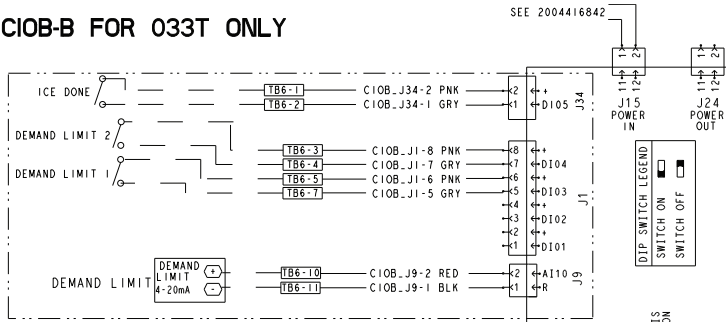 CIOB-B FOR 033T ONLY
SEE 2004416842
ICE DONE
TB6-1 CIOB_J34-2 PNK 2 +
TB6-2 CIOB_J34-1 GRY 1 DI05
J34
DEMAND LIMIT 2
DEMAND LIMIT 1
TB6-3 CIOB_J1-8 PNK 8 +
TB6-4 CIOB_J1-7 GRY 7 DI04
TB6-5 CIOB_J1-6 PNK 6 +
TB6-7 CIOB_J1-5 GRY 5 DI03
4 +
3 DI02
2 +
1 DI01
J1
DEMAND LIMIT
DEMAND
LIMIT
4-20mA
+
-
TB6-10 CIOB_J9-2 RED 2 AI10
TB6-11 CIOB_J9-1 BLK 1 R
J9
1 2
11 12
J15
POWER
IN
1 2
11 12
J24
POWER
OUT
DIP SWITCH LEGEND
SWITCH ON
SWITCH OFF
IS
ON